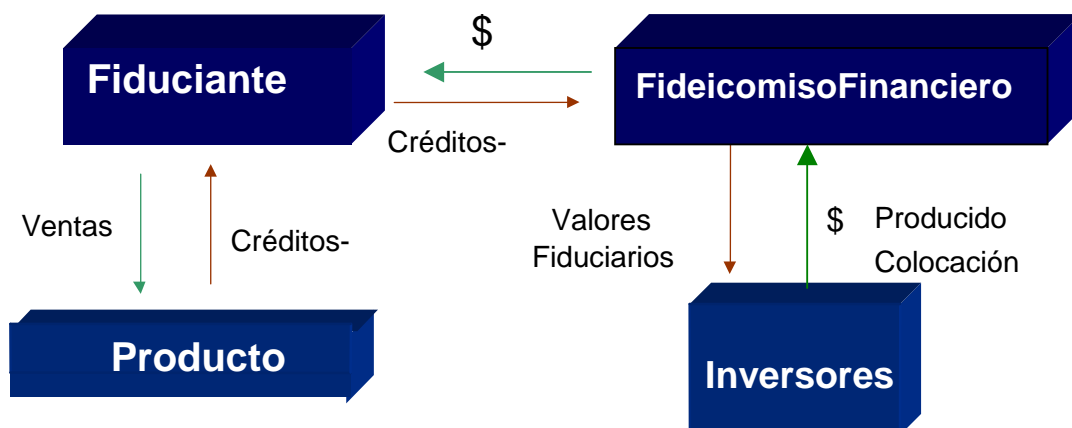 $
Fiduciante
FideicomisoFinanciero
Créditos-
Ventas
Créditos-
Valores
Fiduciarios
$ Producido
Colocación
Producto
Inversores